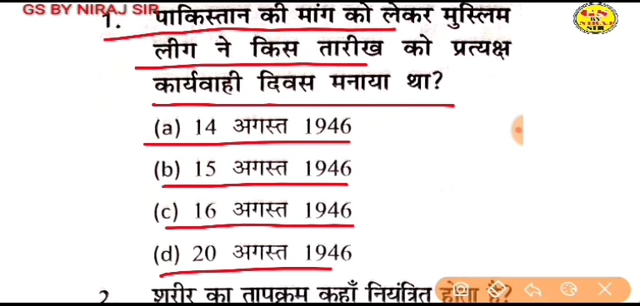 GS BY NIRAJ SIR
1. पाकिस्तान की मांग को लेकर मुस्लिम
लीग ने किस तारीख को प्रत्यक्ष
कार्यवाही दिवस मनाया था?
(a) 14 अगस्त 1946
(b) 15 अगस्त 1946
(c) 16 अगस्त 1946
(d) 20 अगस्त 1946
2 शरीर का तापक्रम कहाँ नियंत्रित होता है?